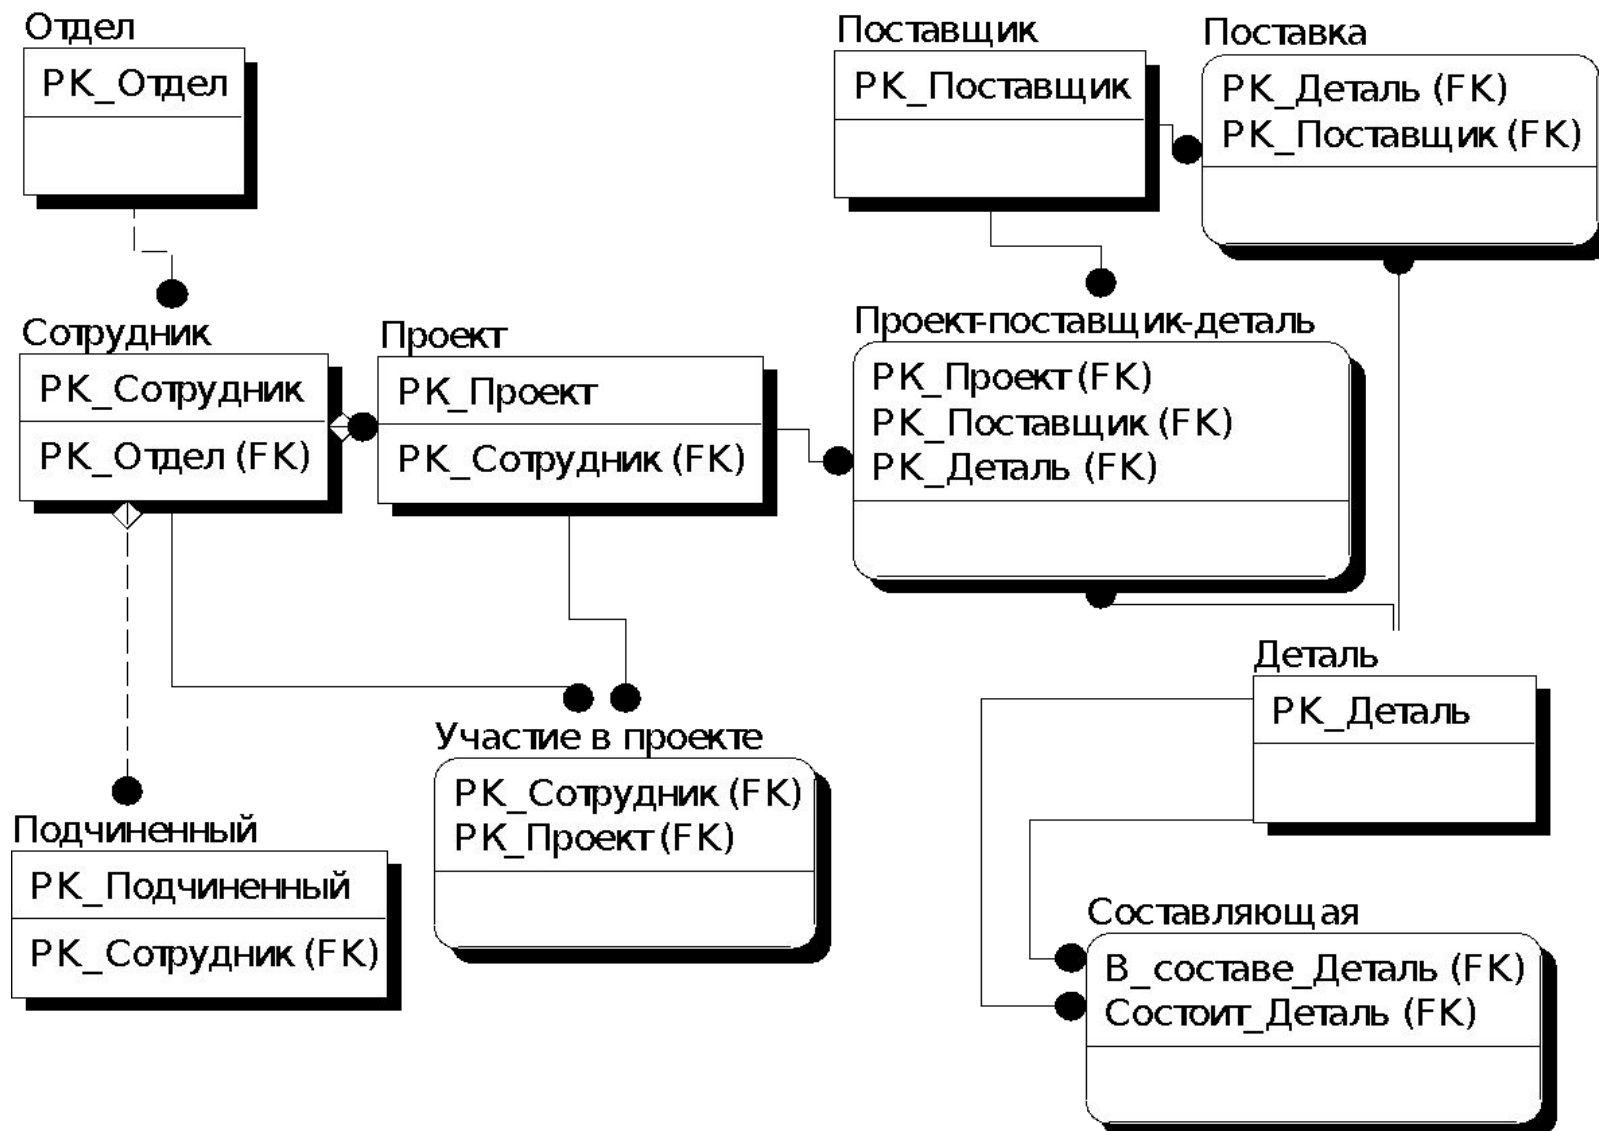 Отдел
PK_Отдел
Поставщик
PK_Поставщик
Поставка
PK_Деталь (FK)
PK_Поставщик (FK)
Сотрудник
PK_Сотрудник
PK_Отдел (FK)
Проект
PK_Проект
PK_Сотрудник (FK)
Проект-поставщик-деталь
PK_Проект (FK)
PK_Поставщик (FK)
PK_Деталь (FK)
Деталь
PK_Деталь
Участие в проекте
PK_Сотрудник (FK)
PK_Проект (FK)
Подчиненный
PK_Подчиненный
PK_Сотрудник (FK)
Составляющая
В_составе_Деталь (FK)
Состоит_Деталь (FK)